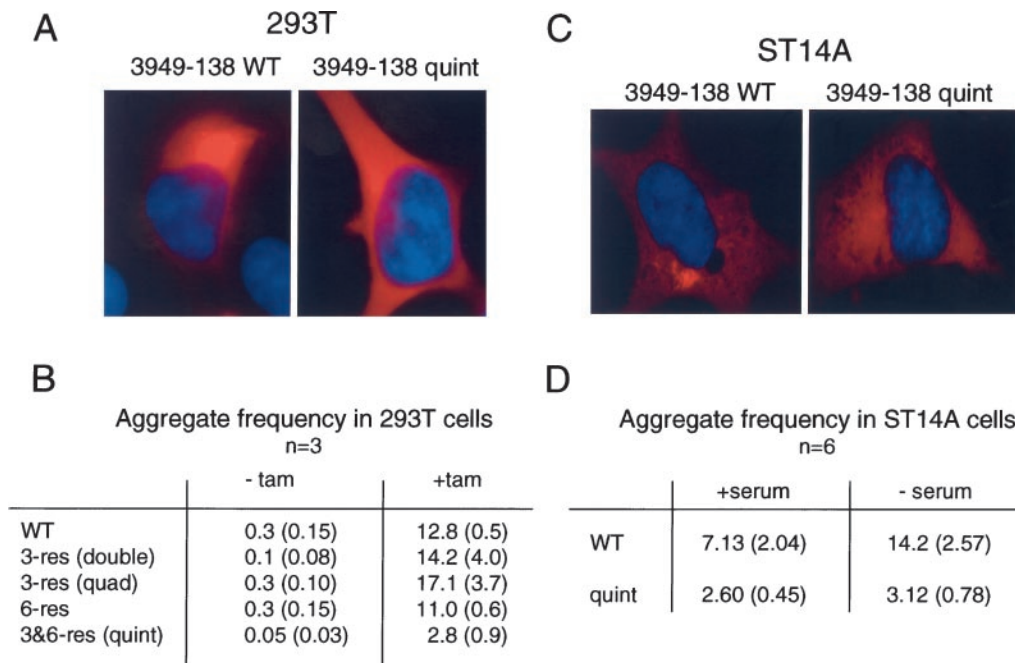 A
293T
3949-138 WT 3949-138 quint
B
Aggregate frequency in 293T cells
n=3
- tam +tam
WT 0.3 (0.15) 12.8 (0.5)
3-res (double) 0.1 (0.08) 14.2 (4.0)
3-res (quad) 0.3 (0.10) 17.1 (3.7)
6-res 0.3 (0.15) 11.0 (0.6)
3&6-res (quint) 0.05 (0.03) 2.8 (0.9)
C
ST14A
3949-138 WT 3949-138 quint
D
Aggregate frequency in ST14A cells
n=6
+serum - serum
WT 7.13 (2.04) 14.2 (2.57)
quint 2.60 (0.45) 3.12 (0.78)